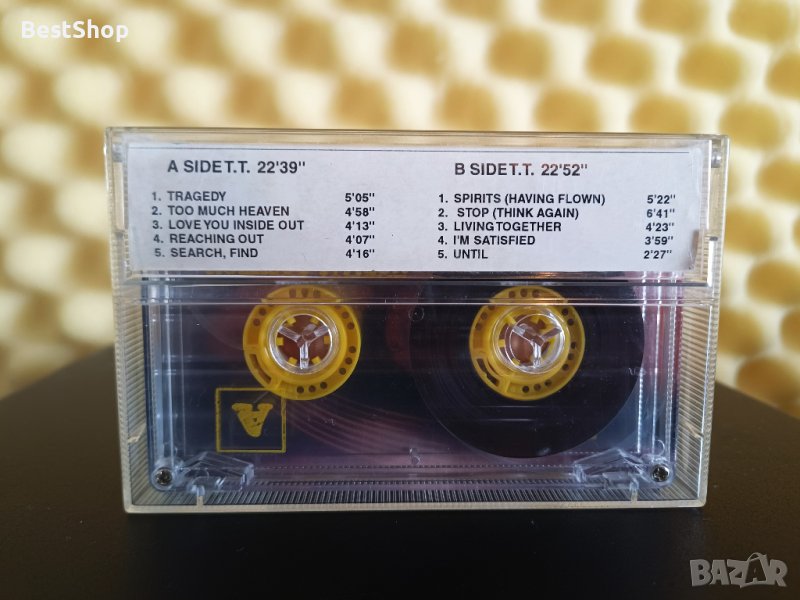 BestShop
A SIDE T.T. 22'39"
1. TRAGEDY 5'05"
2. TOO MUCH HEAVEN 4'58"
3. LOVE YOU INSIDE OUT 4'13"
4. REACHING OUT 4'07"
5. SEARCH, FIND 4'16"
B SIDE T.T. 22'52"
1. SPIRITS (HAVING FLOWN) 5'22"
2. STOP (THINK AGAIN) 6'41"
3. LIVING TOGETHER 4'23"
4. I'M SATISFIED 3'59"
5. UNTIL 2'27"
A
BAZAR